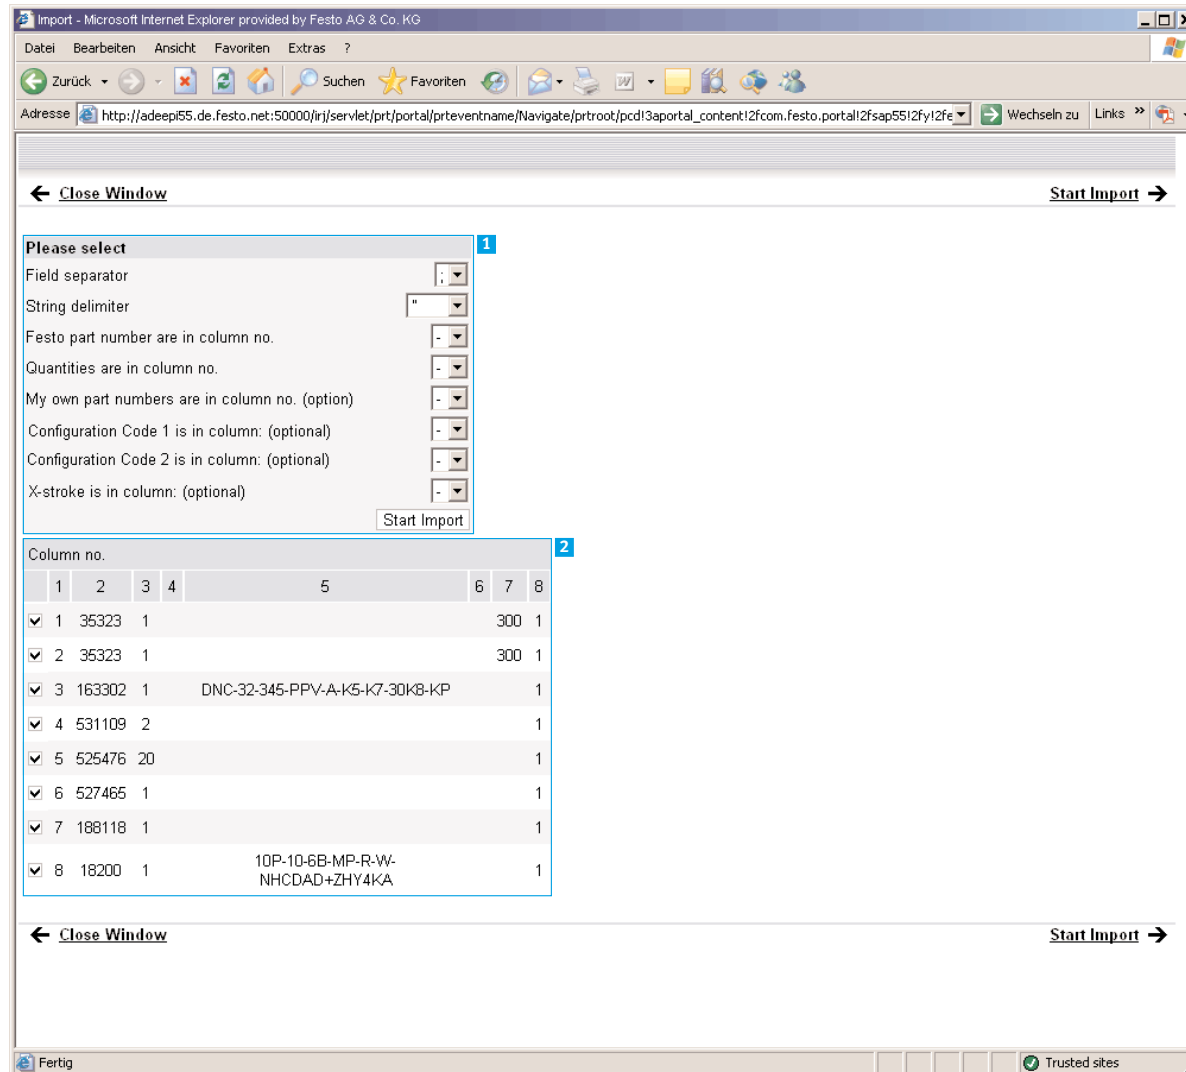 Import - Microsoft Internet Explorer provided by Festo AG & Co. KG
Datei Bearbeiten Ansicht Favoriten Extras ?
Zurück Suchen Favoriten
Adresse http://adeepi55.de.festo.net:50000/irj/servlet/prt/portal/prteventname/Navigate/prtroot/pcd!3aportal_content!2fcom.festo.portal!2fsap55!2fy!2fe Wechseln zu Links »
Close Window Start Import
Please select 1
Field separator ;
String delimiter "
Festo part number are in column no. -
Quantities are in column no. -
My own part numbers are in column no. (option) -
Configuration Code 1 is in column: (optional) -
Configuration Code 2 is in column: (optional) -
X-stroke is in column: (optional) -
Start Import
Column no. 2
1 2 3 4 5 6 7 8
1 35323 1 300 1
2 35323 1 300 1
3 163302 1 DNC-32-345-PPV-A-K5-K7-30K8-KP 1
4 531109 2 1
5 525476 20 1
6 527465 1 1
7 188118 1 1
8 18200 1 10P-10-6B-MP-R-W- 1
NHCDAD+ZHY4KA
Close Window Start Import
Fertig Trusted sites